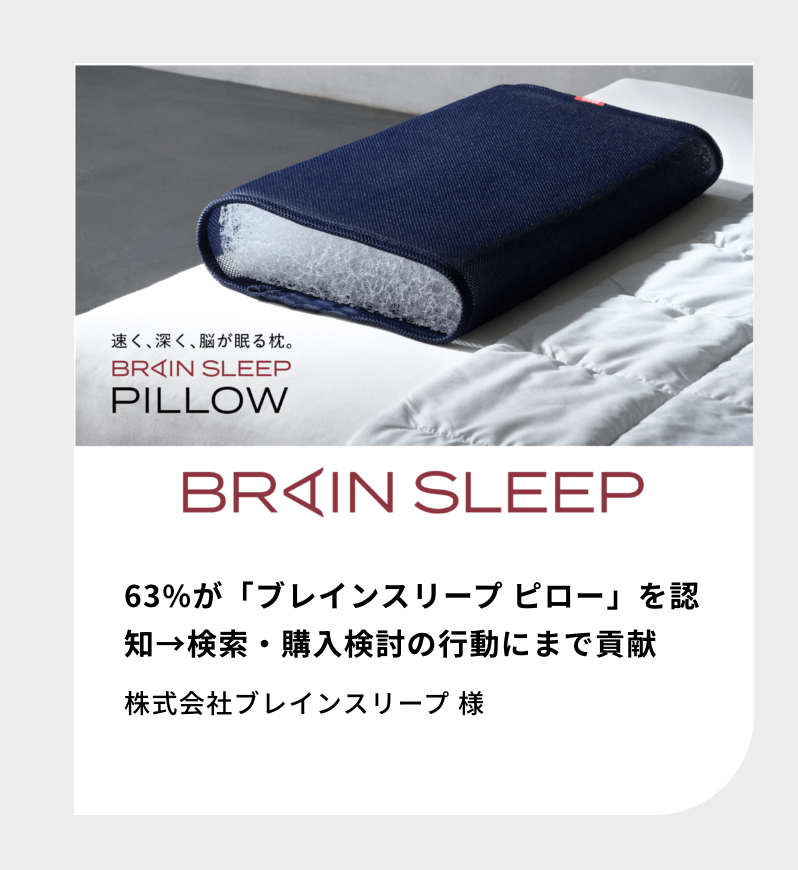 速く、深く、脳が眠る枕。
BRAIN SLEEP
PILLOW
BRAIN SLEEP
63%が「ブレインスリープ ピロー」を認
知→検索・購入検討の行動にまで貢献
株式会社ブレインスリープ 様